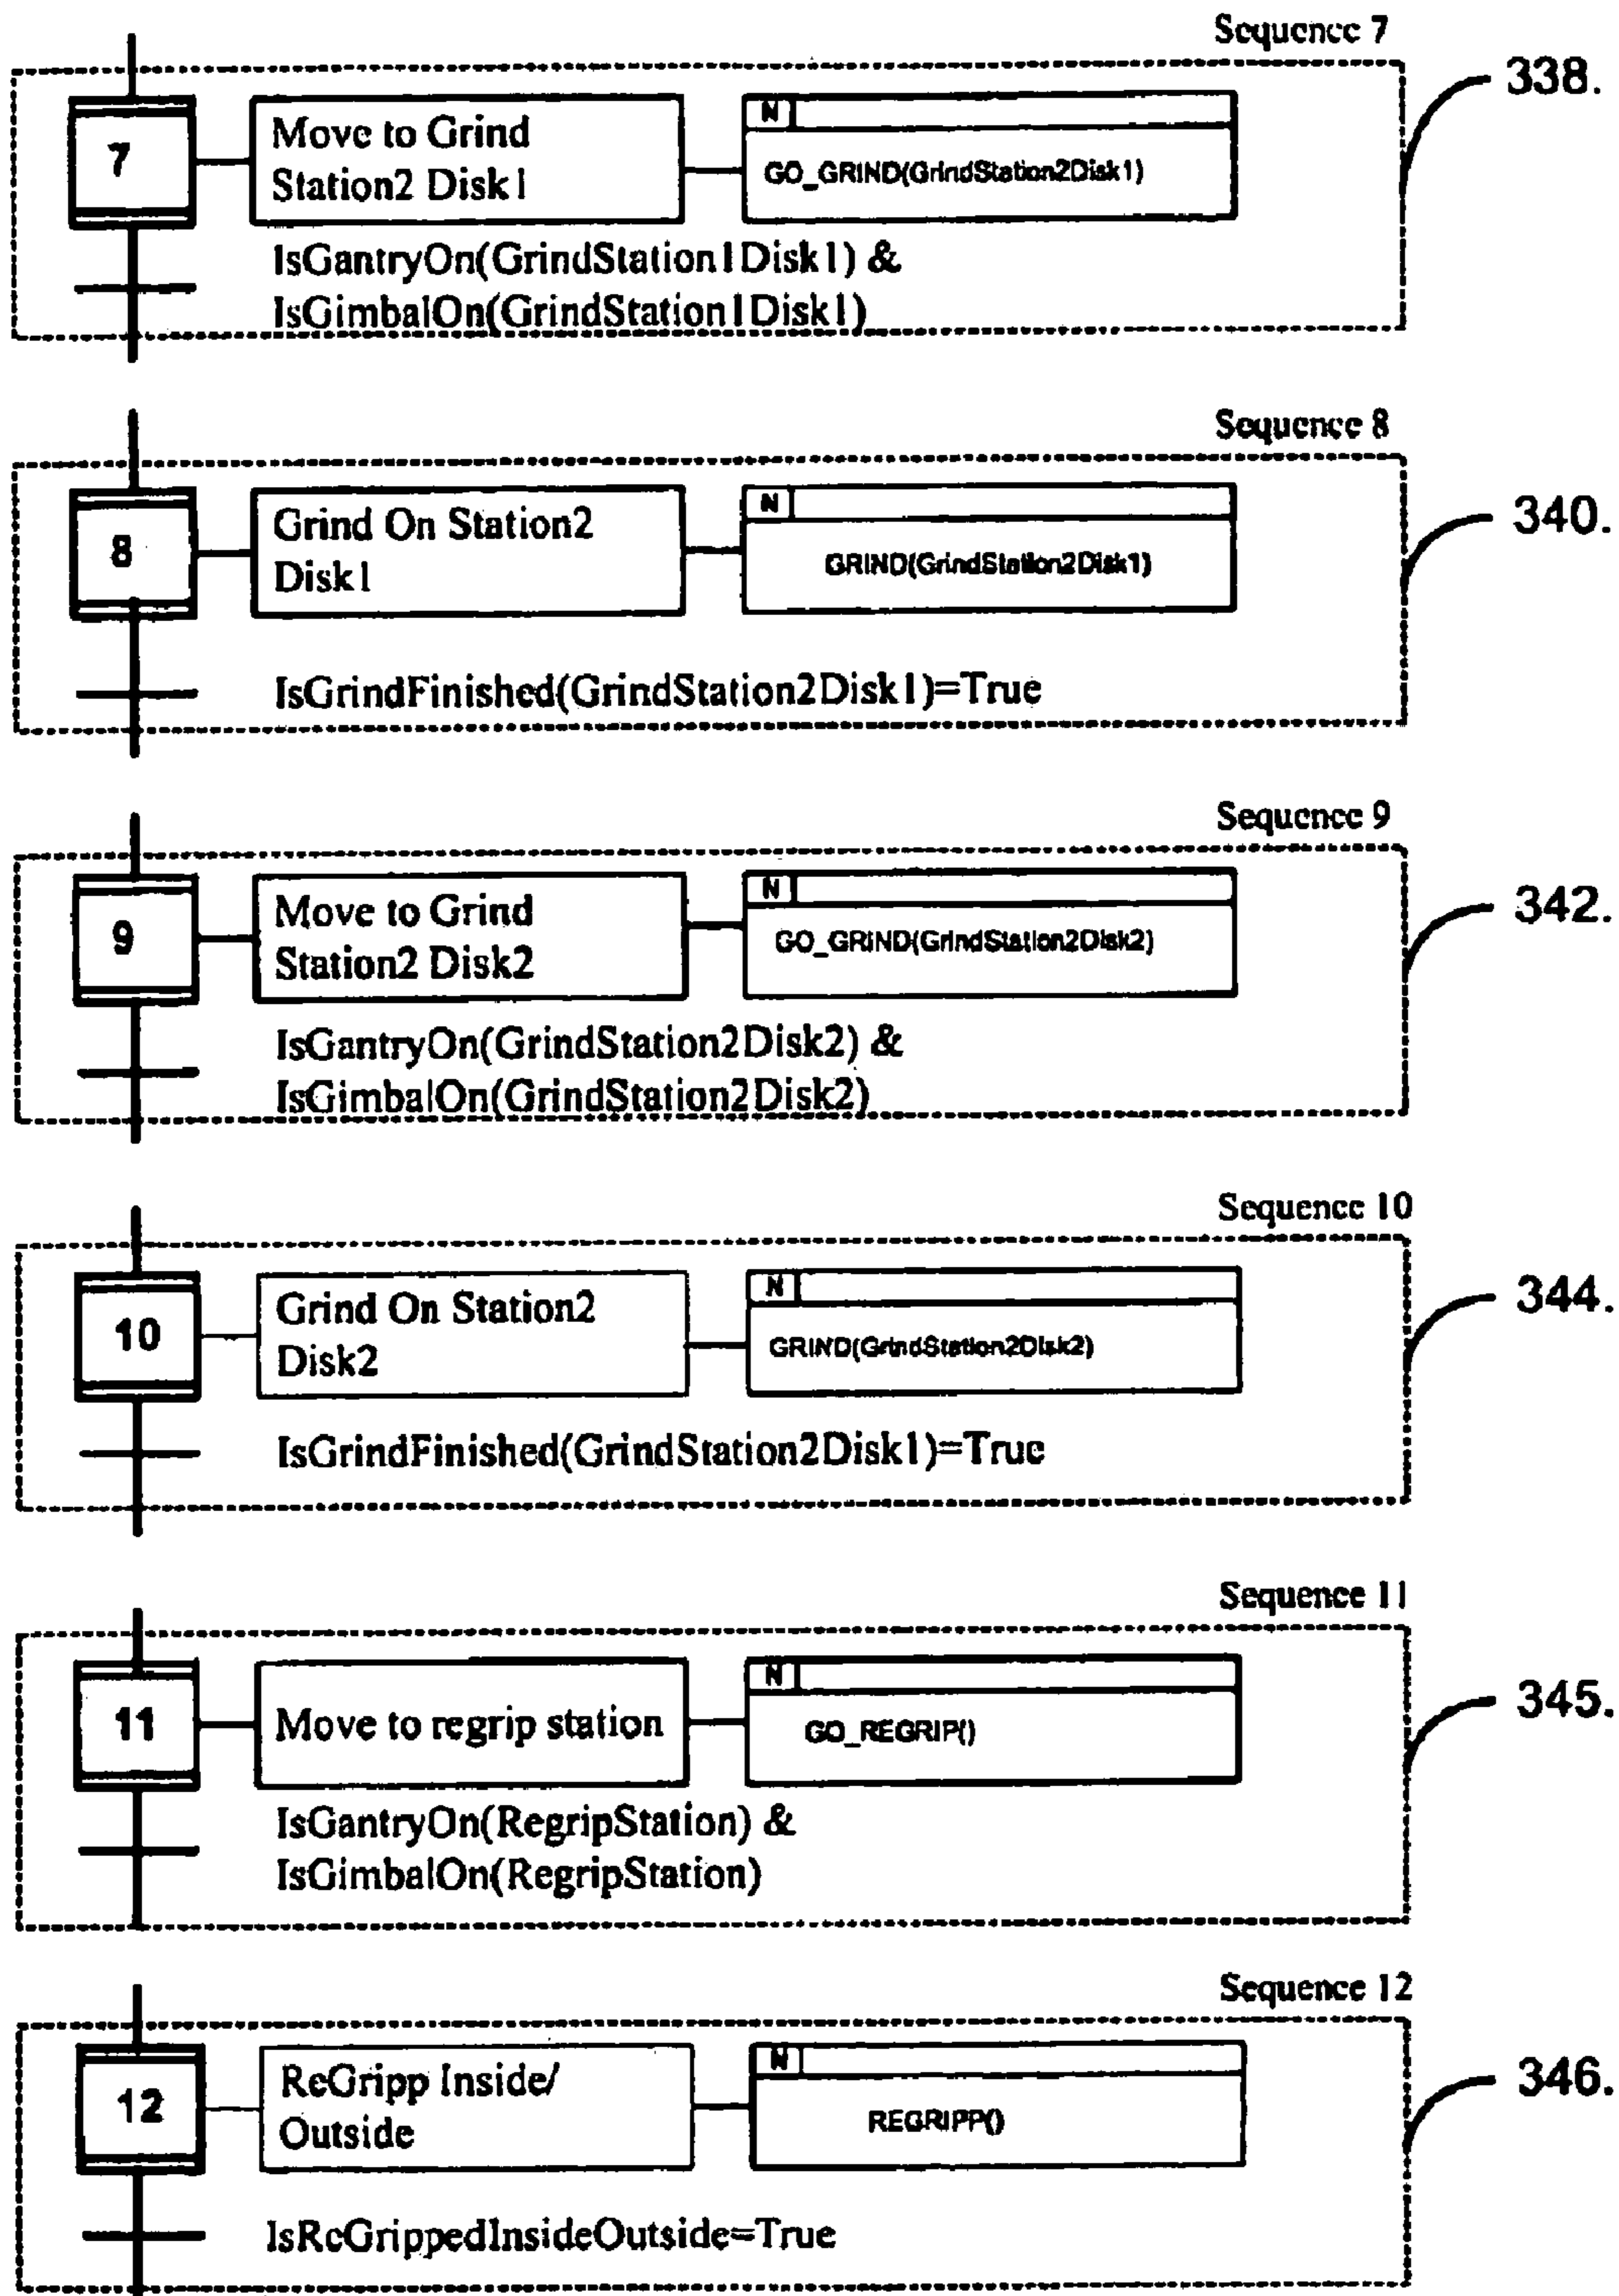 Sequence 7
338.
7
Move to Grind
Station2 Disk1
N
GO_GRIND(GrindStation2Disk1)
IsGantryOn(GrindStation1Disk1) &
IsGimbalOn(GrindStation1Disk1)
Sequence 8
340.
8
Grind On Station2
Disk1
N
GRIND(GrindStation2Disk1)
IsGrindFinished(GrindStation2Disk1)=True
Sequence 9
342.
9
Move to Grind
Station2 Disk2
N
GO_GRIND(GrindStation2Disk2)
IsGantryOn(GrindStation2Disk2) &
IsGimbalOn(GrindStation2Disk2)
Sequence 10
344.
10
Grind On Station2
Disk2
N
GRIND(GrindStation2Disk2)
IsGrindFinished(GrindStation2Disk1)=True
Sequence 11
345.
11
Move to regrip station
N
GO_REGRIP()
IsGantryOn(RegripStation) &
IsGimbalOn(RegripStation)
Sequence 12
346.
12
ReGripp Inside/
Outside
N
REGRIPP()
IsReGrippedInsideOutside=True